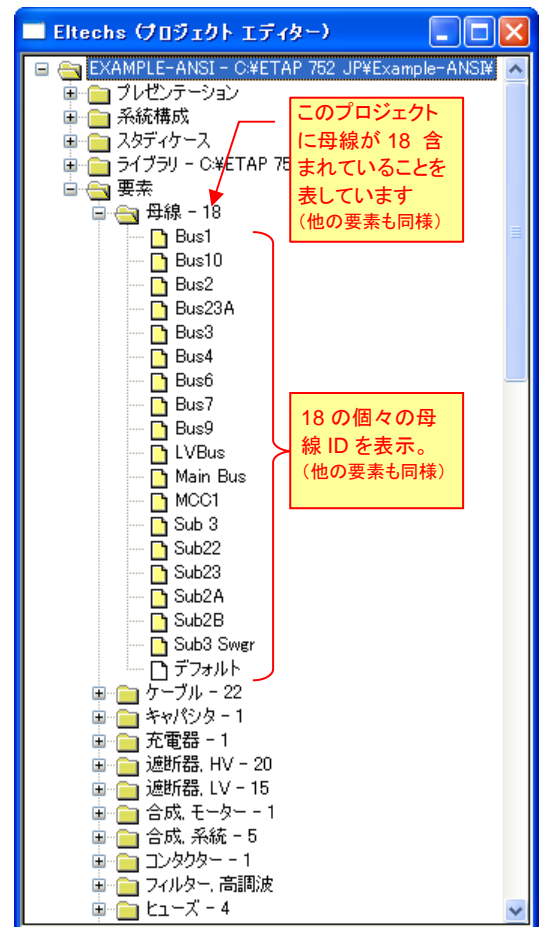 Eltechs (プロジェクト エディター)
EXAMPLE-ANSI - C:¥ETAP 752 JP¥Example-ANSI¥
プレゼンテーション
系統構成
スタディケース
ライブラリ - C:¥ETAP 75
要素
母線 - 18
このプロジェクト
に母線が 18 含
まれていることを
表しています
(他の要素も同様)
Bus1
Bus10
Bus2
Bus23A
Bus3
Bus4
Bus6
Bus7
Bus9
LVBus
Main Bus
MCC1
Sub 3
Sub22
Sub23
Sub2A
Sub2B
Sub3 Swgr
デフォルト
18 の個々の母
線 ID を表示。
(他の要素も同様)
ケーブル - 22
キャパシタ - 1
充電器 - 1
遮断器, HV - 20
遮断器, LV - 15
合成, モーター - 1
合成, 系統 - 5
コンタクター - 1
フィルター, 高調波
ヒューズ - 4